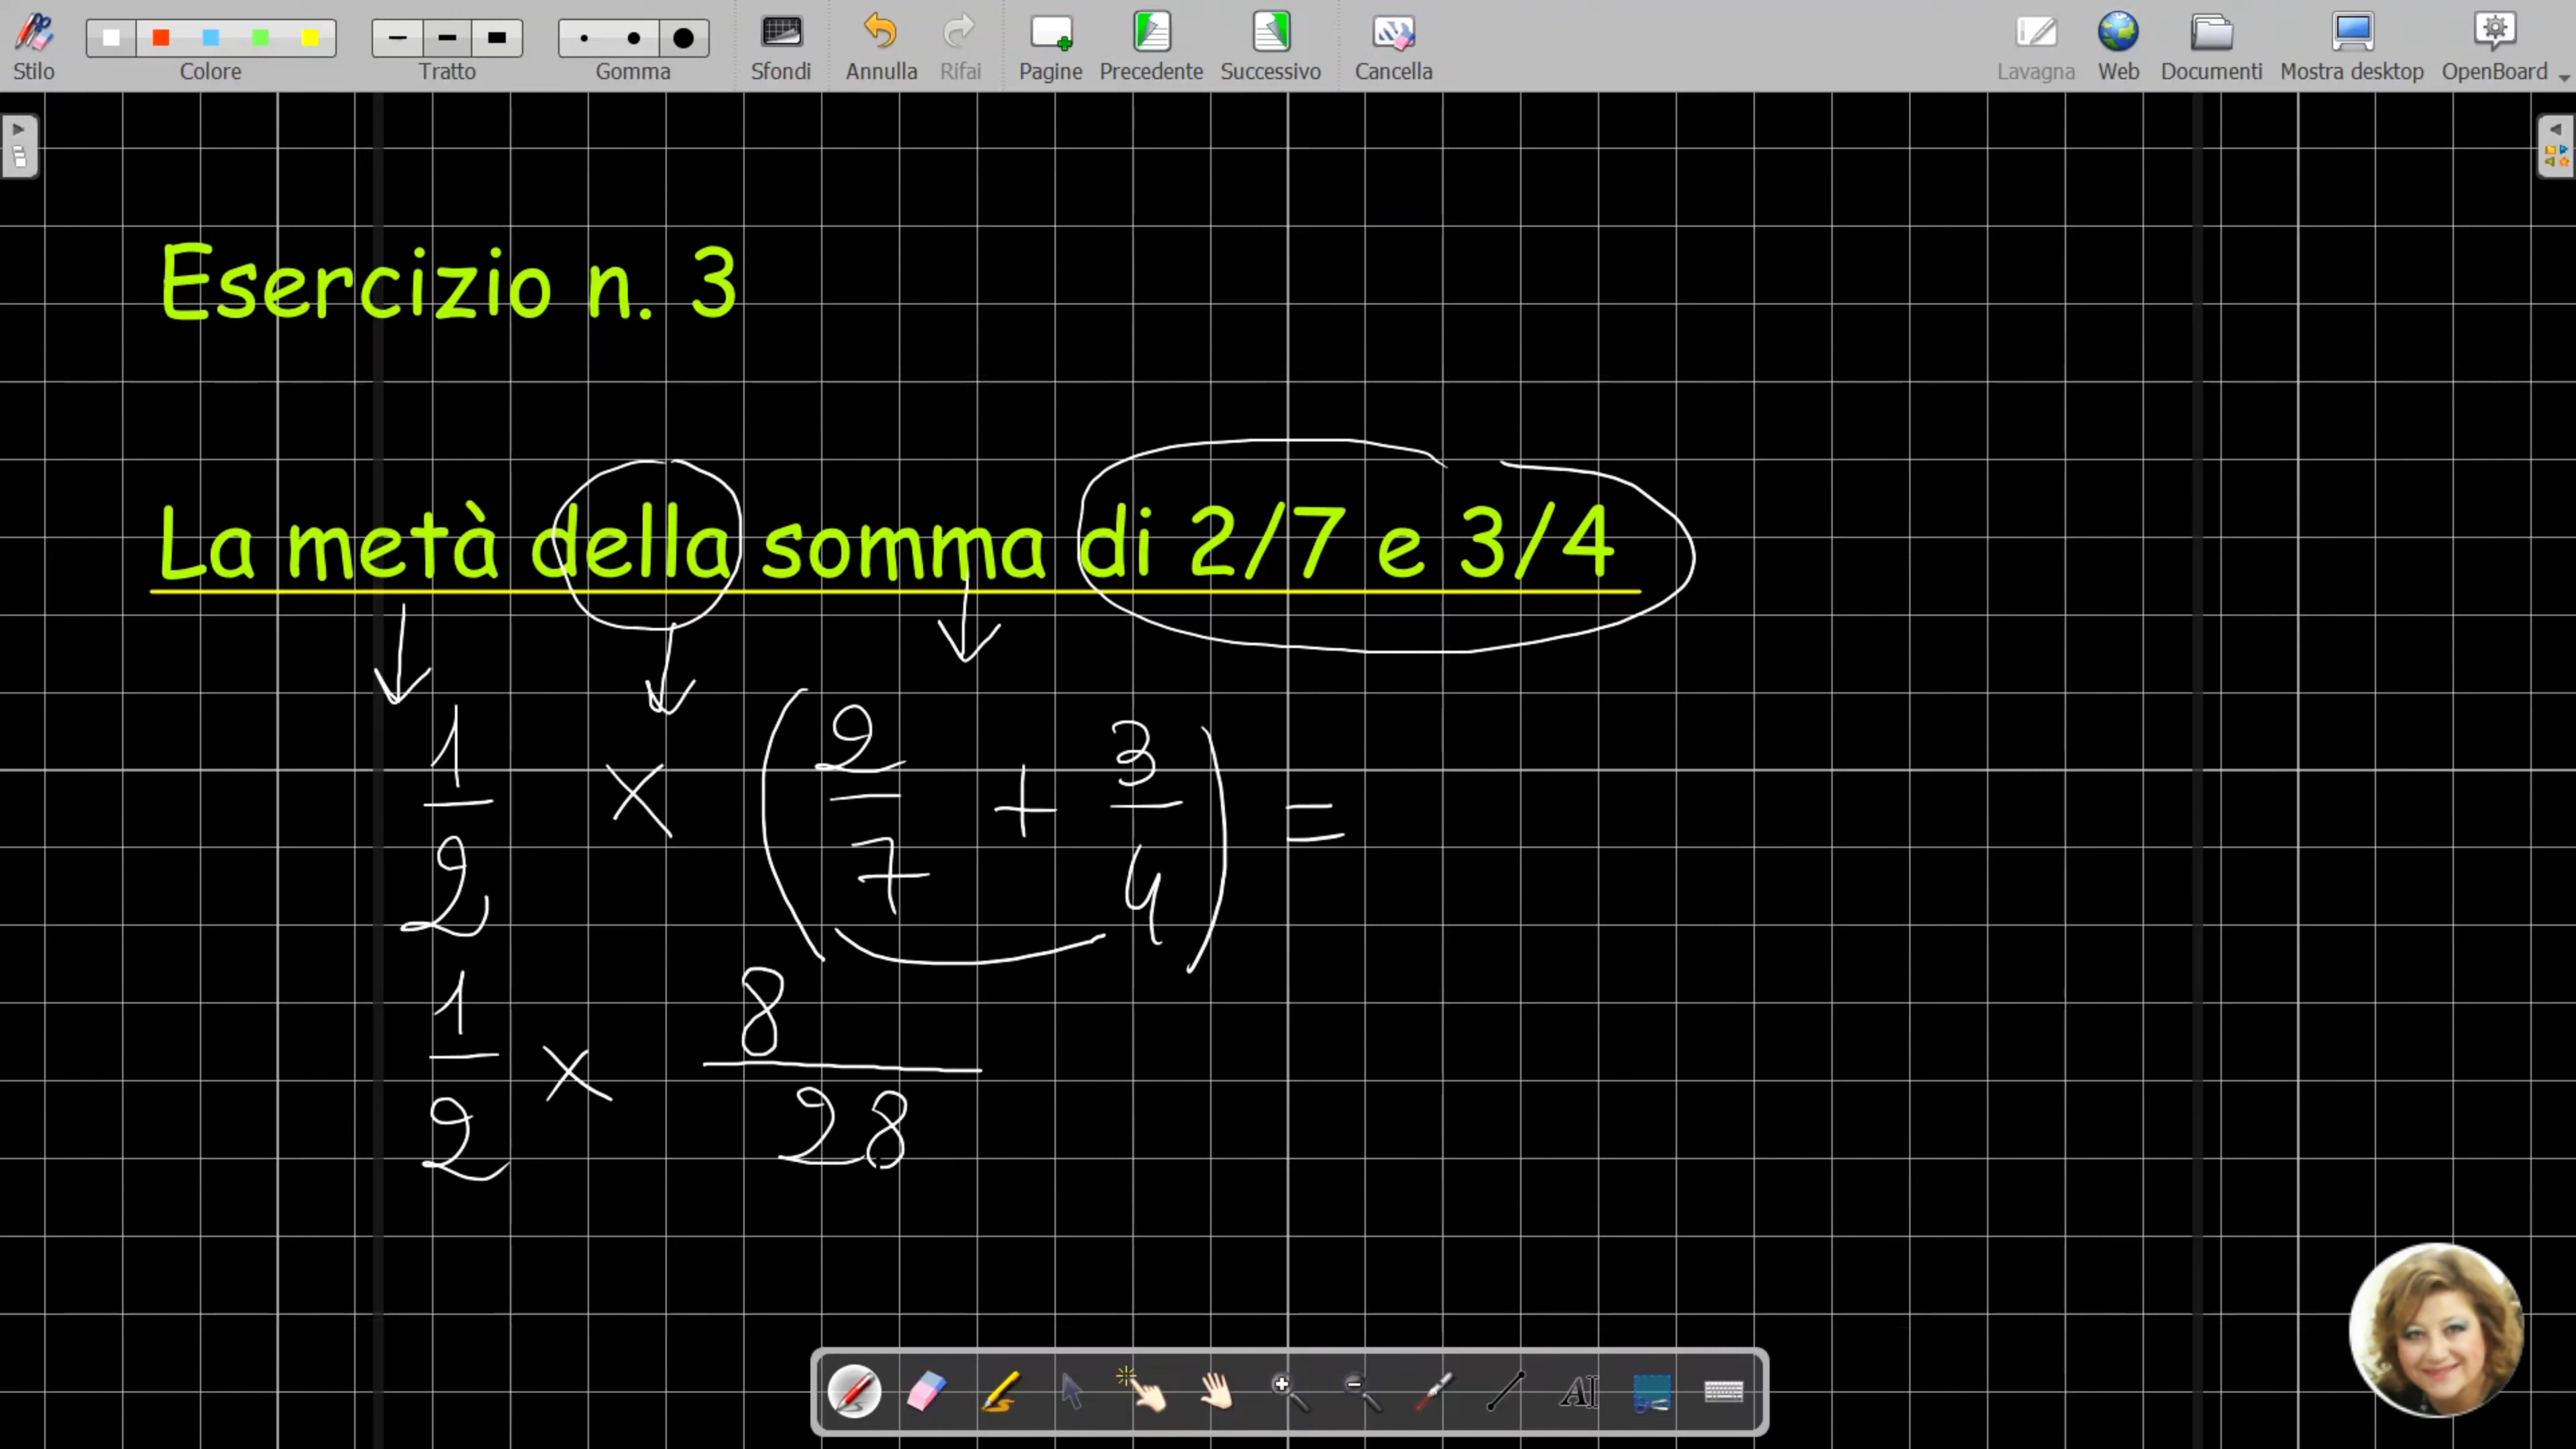 Stilo Colore Tratto Gomma Sfondi Annulla Rifai Pagine Precedente Successivo Cancella Lavagna Web Documenti Mostra desktop OpenBoard
Esercizio n. 3
La metà della somma di 2/7 e 3/4
1/2 × (2/7 + 3/4) =
1/2 × 8/28
AI